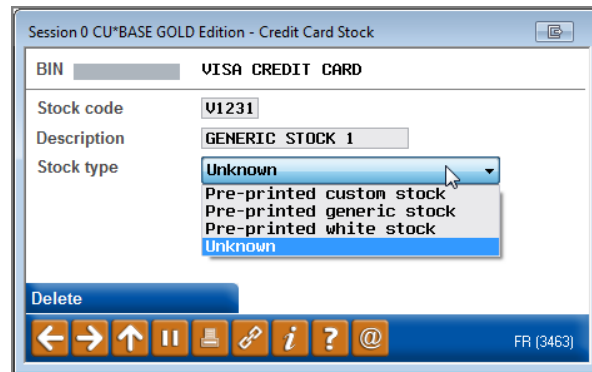 Session 0 CU*BASE GOLD Edition - Credit Card Stock
BIN VISA CREDIT CARD
Stock code V1231
Description GENERIC STOCK 1
Stock type Unknown
Pre-printed custom stock
Pre-printed generic stock
Pre-printed white stock
Unknown
Delete
i ? @ FR (3463)